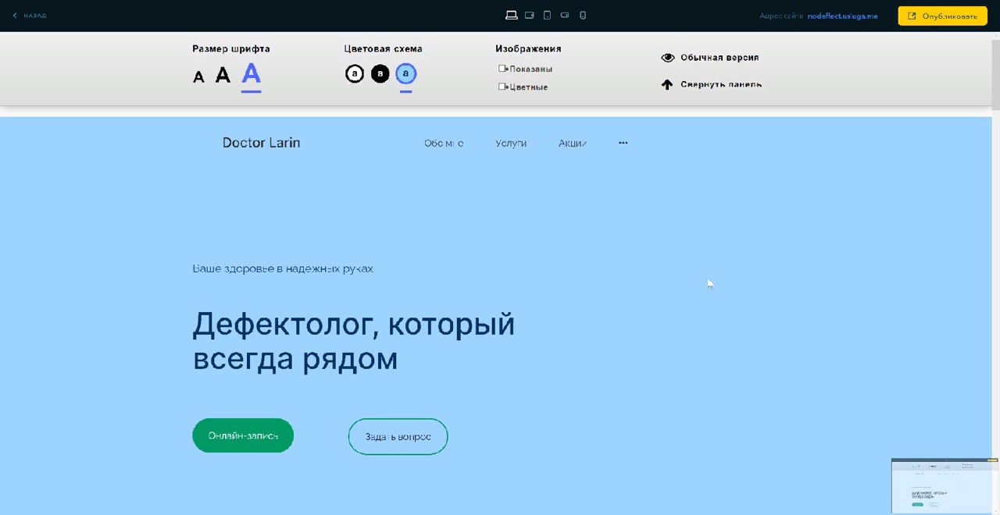 НАЗАД
Адрес сайта nodeffect.usluga.me
Опубликовать
Размер шрифта
Цветовая схема
Изображения
Обычная версия
A A A
a a a
Показаны
Цветные
Свернуть панель
Doctor Larin
Обо мне
Услуги
Акции
•••
Ваше здоровье в надежных руках
Дефектолог, который
всегда рядом
Онлайн-запись
Задать вопрос